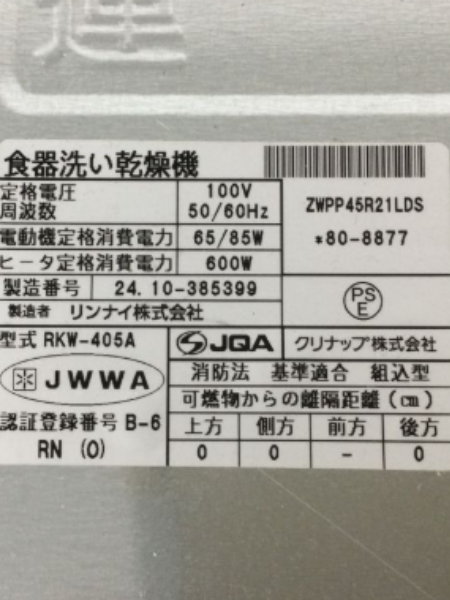 食器洗い乾燥機
定格電圧 100V
周波数 50/60Hz
ZWPP45R21LDS
電動機定格消費電力 65/85W
*80-8877
ヒータ定格消費電力 600W
製造番号 24.10-385399
PS
E
製造者 リンナイ株式会社
型式 RKW-405A
JQA クリナップ株式会社
JWWA
消防法 基準適合 組込型
可燃物からの離隔距離(cm)
認証登録番号 B-6
上方 側方 前方 後方
RN (O)
0 0 - 0